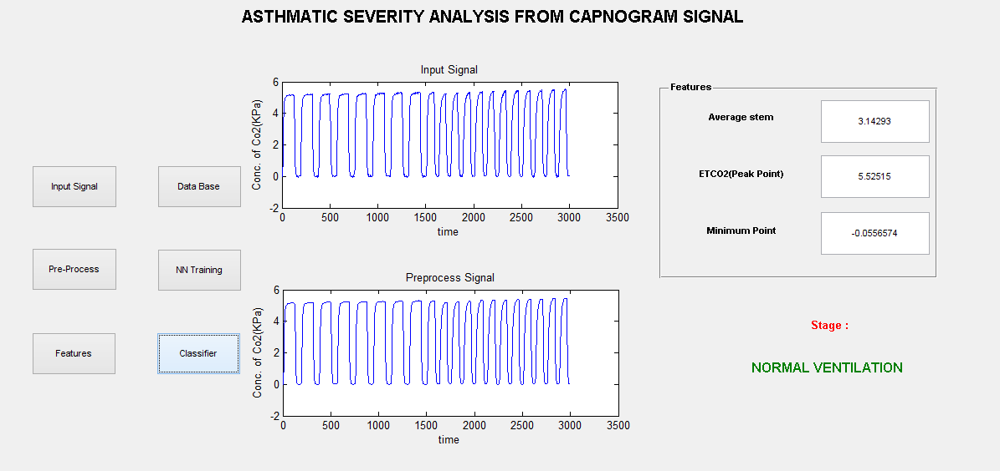 ASTHMATIC SEVERITY ANALYSIS FROM CAPNOGRAM SIGNAL
Input Signal
Data Base
Pre-Process
NN Training
Features
Classifier
Input Signal
Conc. of Co2(KPa)
6
4
2
0
-2
0 500 1000 1500 2000 2500 3000 3500
time
Preprocess Signal
Conc. of Co2(KPa)
6
4
2
0
-2
0 500 1000 1500 2000 2500 3000 3500
time
Features
Average stem 3.14293
ETCO2(Peak Point) 5.52515
Minimum Point -0.0556574
Stage :
NORMAL VENTILATION